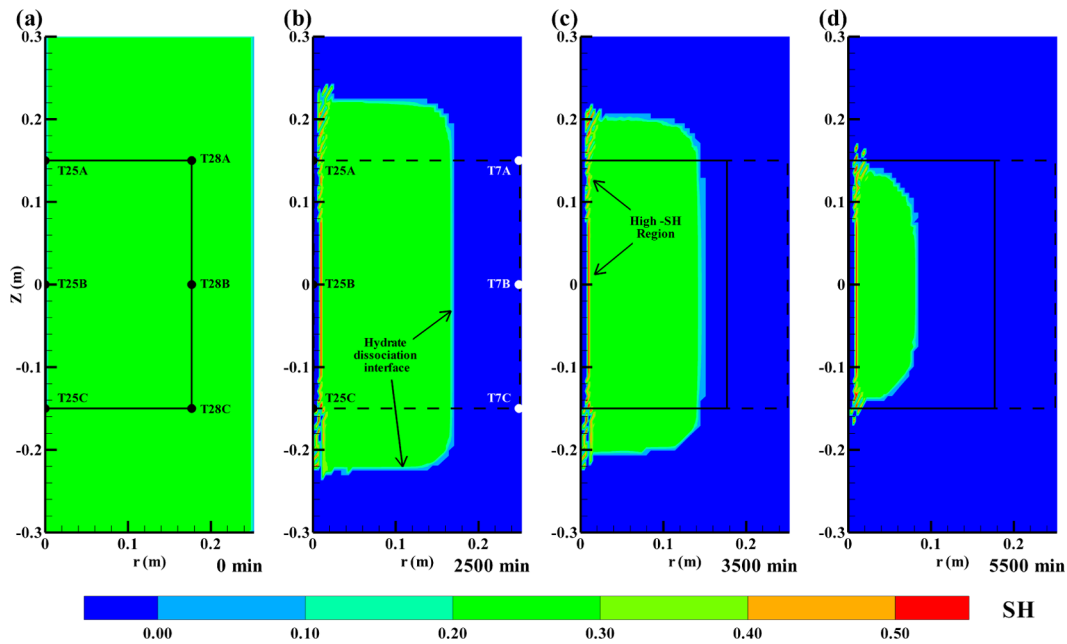 (a) (b) (c) (d)
0.3 0.3 0.3 0.3
0.2 0.2 0.2 0.2
T28A
T25A T25A T7A
0.1 0.1 0.1 0.1
High -SH
Region
Z (m)
0 T25B T28B 0 T25B T7B 0 0
Hydrate
dissociation
interface
-0.1 -0.1 -0.1 -0.1
T25C T28C T25C T7C
-0.2 -0.2 -0.2 -0.2
-0.3 -0.3 -0.3 -0.3
0 0.1 0.2 0 0.1 0.2 0 0.1 0.2 0 0.1 0.2
r (m) 0 min r (m) 2500 min r (m) 3500 min r (m) 5500 min
SH
0.00 0.10 0.20 0.30 0.40 0.50